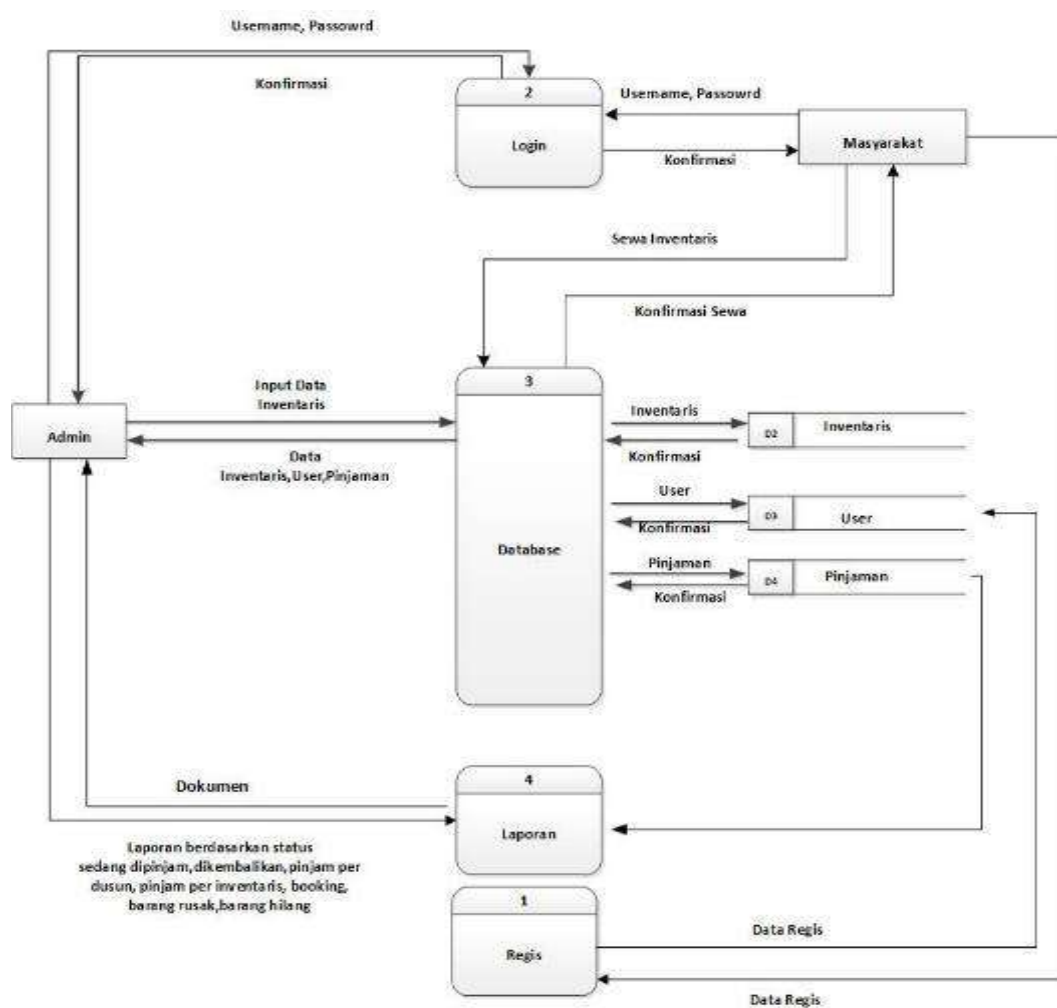 Username, Passowrd
Konfirmasi
2
Login
Username, Passowrd
Konfirmasi
Masyarakat
Sewa Inventaris
Konfirmasi Sewa
3
Database
Input Data
Inventaris
Admin
Data
Inventaris,User,Pinjaman
Inventaris
Konfirmasi
D2
Inventaris
User
Konfirmasi
D3
User
Pinjaman
Konfirmasi
D4
Pinjaman
Dokumen
4
Laporan
Laporan berdasarkan status
sedang dipinjam,dikembalikan,pinjam per
dusun, pinjam per inventaris, booking,
barang rusak,barang hilang
1
Regis
Data Regis
Data Regis